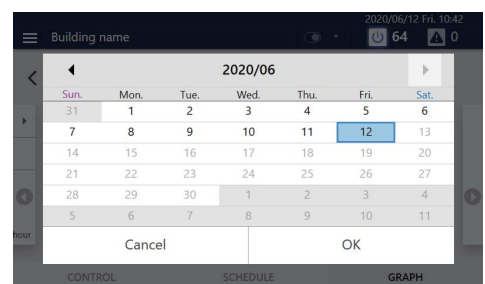 2020/06/12 Fri. 10:42
Building name
64
0
2020/06
Sun. Mon. Tue. Wed. Thu. Fri. Sat.
31 1 2 3 4 5 6
7 8 9 10 11 12 13
14 15 16 17 18 19 20
21 22 23 24 25 26 27
28 29 30 1 2 3 4
5 6 7 8 9 10 11
hour
Cancel OK
CONTROL SCHEDULE GRAPH